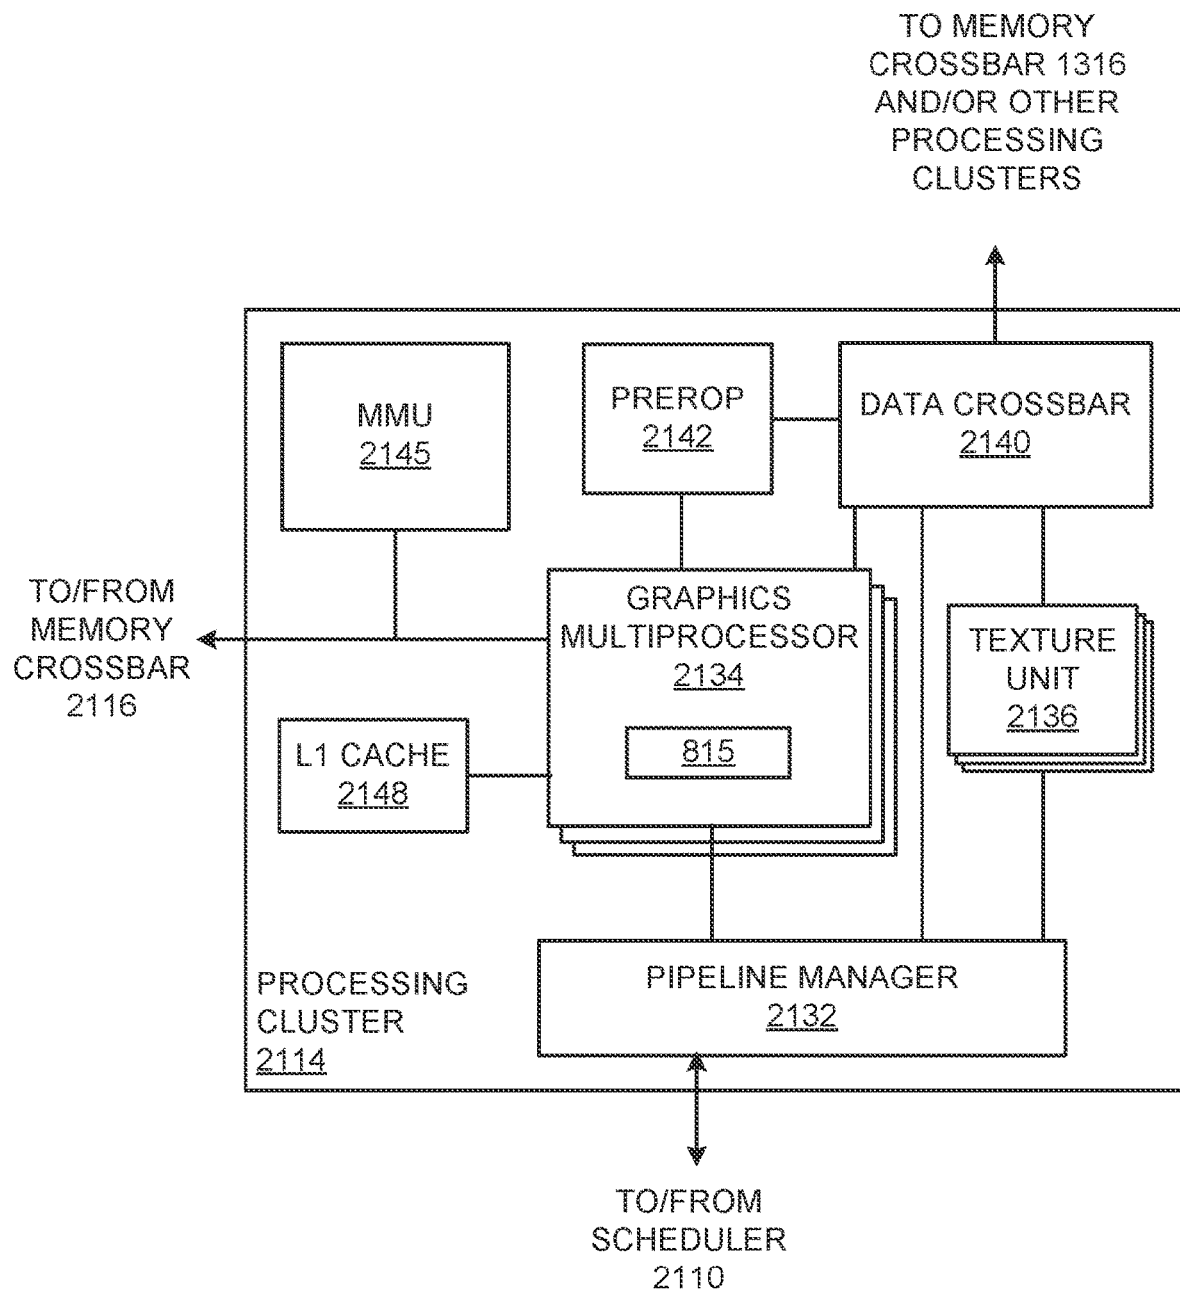 TO MEMORY
CROSSBAR 1316
AND/OR OTHER
PROCESSING
CLUSTERS
MMU
2145
PREROP
2142
DATA CROSSBAR
2140
TO/FROM
MEMORY
CROSSBAR
2116
GRAPHICS
MULTIPROCESSOR
2134
815
TEXTURE
UNIT
2136
L1 CACHE
2148
PROCESSING
CLUSTER
2114
PIPELINE MANAGER
2132
TO/FROM
SCHEDULER
2110